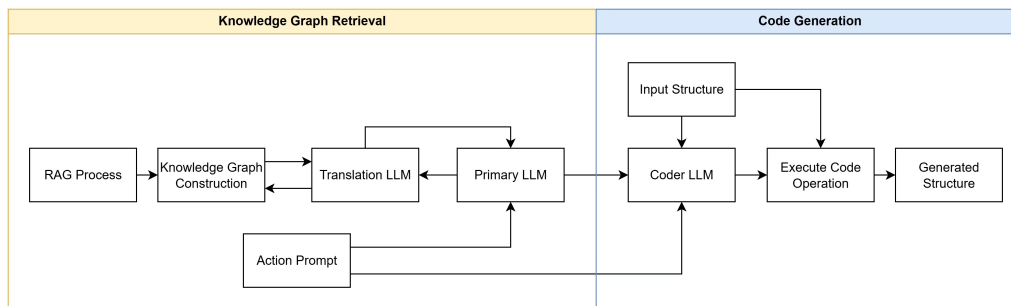 Knowledge Graph Retrieval
Code Generation
Input Structure
RAG Process
Knowledge Graph
Construction
Translation LLM
Primary LLM
Coder LLM
Execute Code
Operation
Generated
Structure
Action Prompt